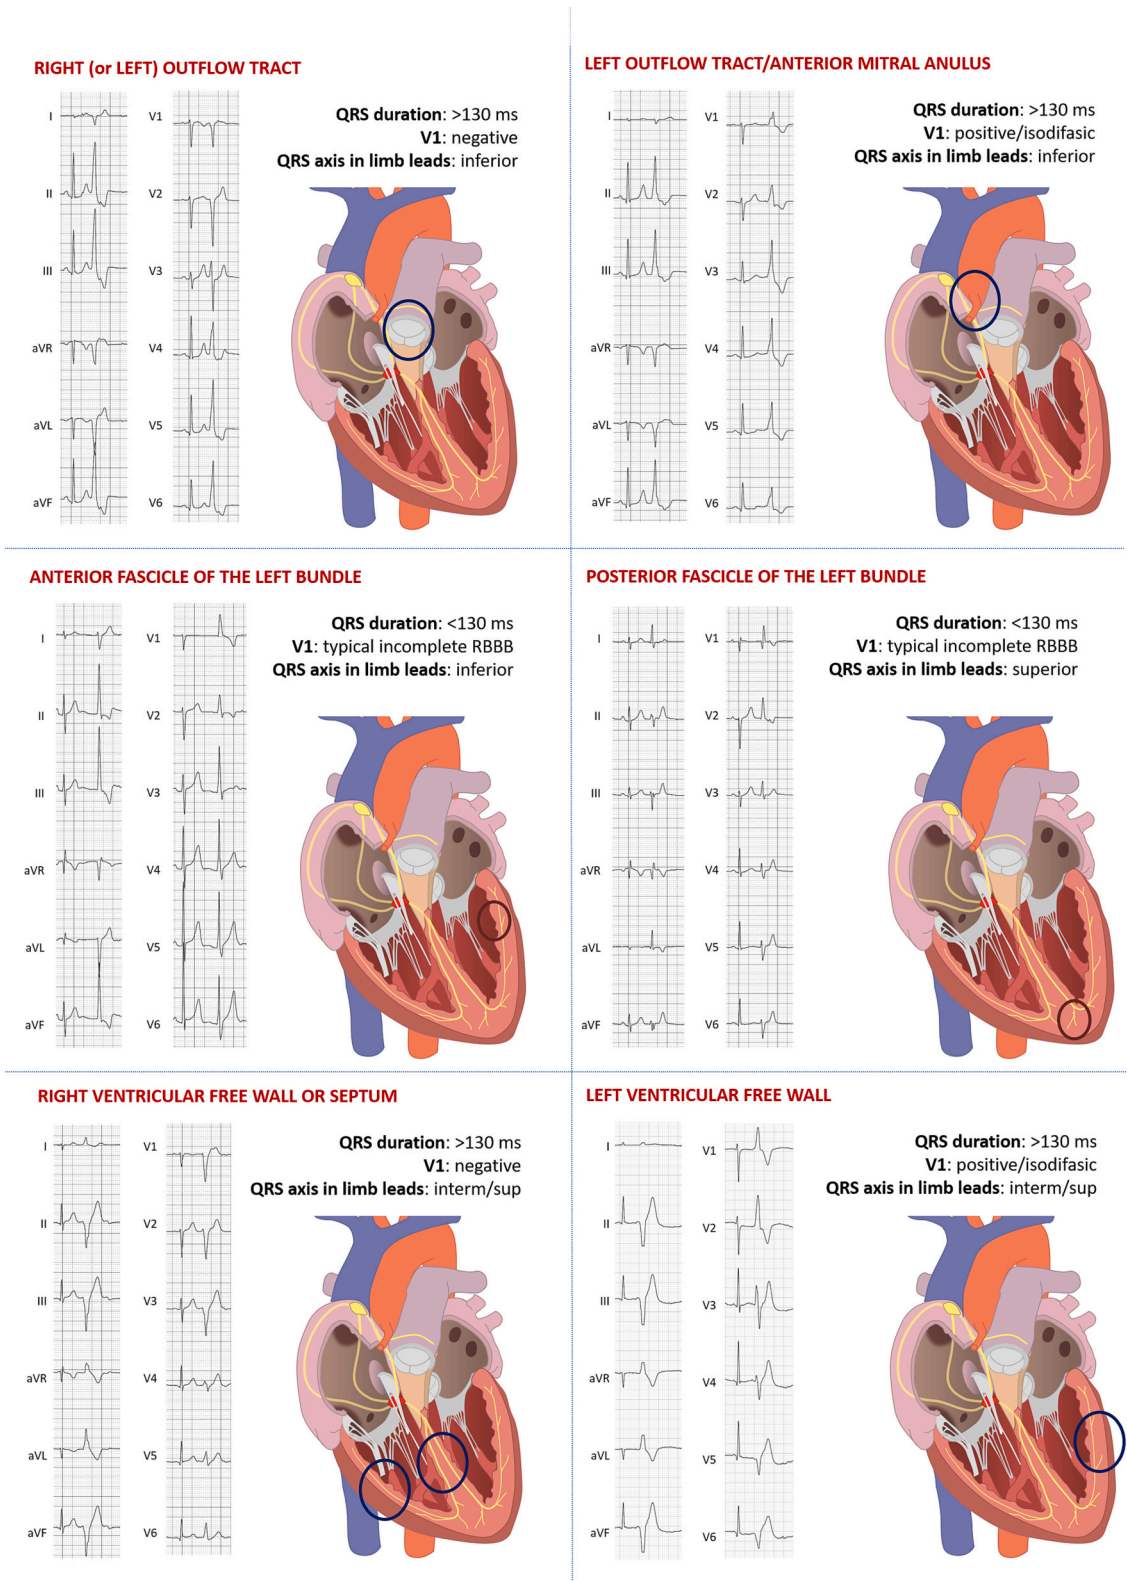 RIGHT (or LEFT) OUTFLOW TRACT
QRS duration: >130 ms
V1: negative
QRS axis in limb leads: inferior
I
II
III
aVR
aVL
aVF
V1
V2
V3
V4
V5
V6
LEFT OUTFLOW TRACT/ANTERIOR MITRAL ANULUS
QRS duration: >130 ms
V1: positive/isodifasic
QRS axis in limb leads: inferior
I
II
III
aVR
aVL
aVF
V1
V2
V3
V4
V5
V6
ANTERIOR FASCICLE OF THE LEFT BUNDLE
QRS duration: <130 ms
V1: typical incomplete RBBB
QRS axis in limb leads: inferior
I
II
III
aVR
aVL
aVF
V1
V2
V3
V4
V5
V6
POSTERIOR FASCICLE OF THE LEFT BUNDLE
QRS duration: <130 ms
V1: typical incomplete RBBB
QRS axis in limb leads: superior
I
II
III
aVR
aVL
aVF
V1
V2
V3
V4
V5
V6
RIGHT VENTRICULAR FREE WALL OR SEPTUM
QRS duration: >130 ms
V1: negative
QRS axis in limb leads: interm/sup
I
II
III
aVR
aVL
aVF
V1
V2
V3
V4
V5
V6
LEFT VENTRICULAR FREE WALL
QRS duration: >130 ms
V1: positive/isodifasic
QRS axis in limb leads: interm/sup
I
II
III
aVR
aVL
aVF
V1
V2
V3
V4
V5
V6